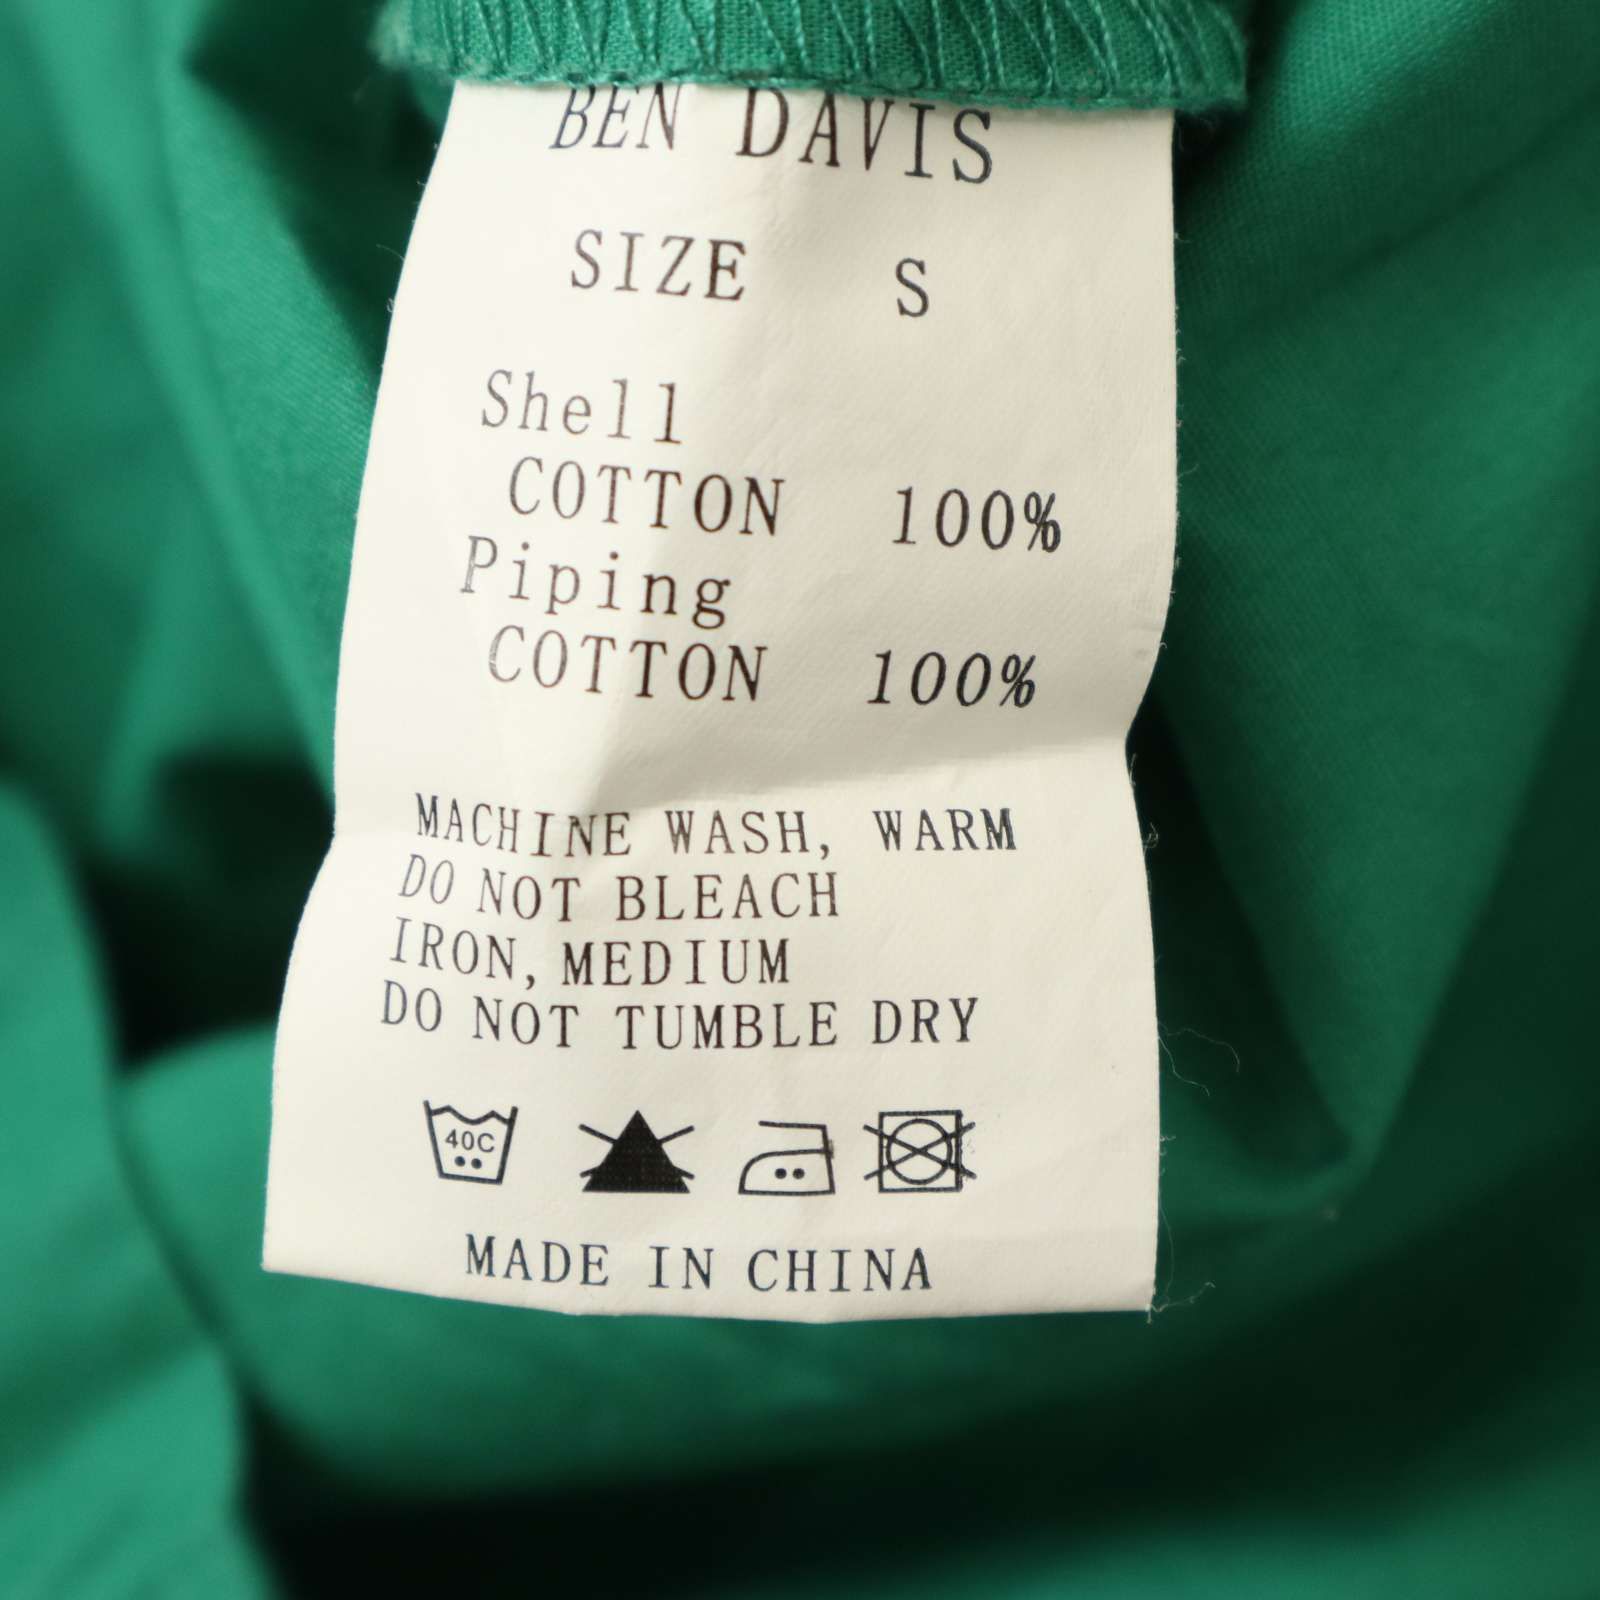 BEN DAVIS
SIZE S
Shell
COTTON 100%
Piping
COTTON 100%
MACHINE WASH, WARM
DO NOT BLEACH
IRON, MEDIUM
DO NOT TUMBLE DRY
40C
MADE IN CHINA